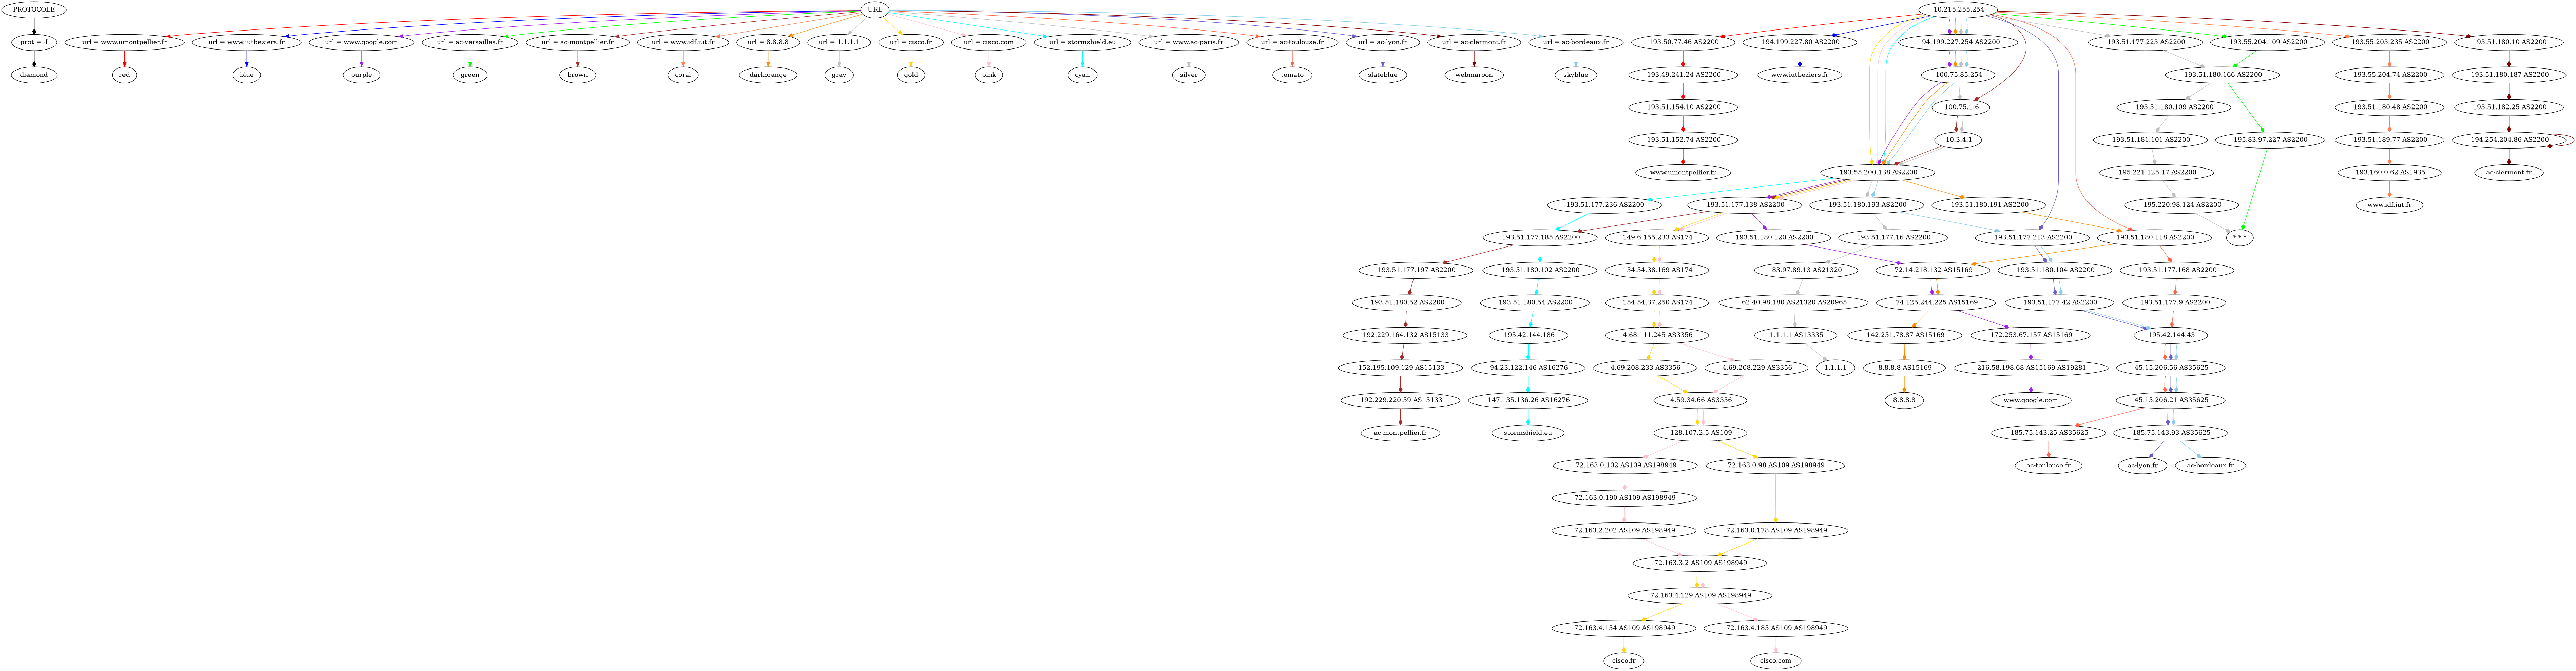 PROTOCOLE
URL
10.215.255.254
prot = -I
url = www.umontpellier.fr
url = www.iutbeziers.fr
url = www.google.com
url = ac-versailles.fr
url = ac-montpellier.fr
url = www.idf.iut.fr
url = 8.8.8.8
url = 1.1.1.1
url = cisco.fr
url = cisco.com
url = stormshield.eu
url = www.ac-paris.fr
url = ac-toulouse.fr
url = ac-lyon.fr
url = ac-clermont.fr
url = ac-bordeaux.fr
193.50.77.46 AS2200
194.199.227.80 AS2200
194.199.227.254 AS2200
193.51.177.223 AS2200
193.55.204.109 AS2200
193.55.203.235 AS2200
193.51.180.10 AS2200
diamond
red
blue
purple
green
brown
coral
darkorange
gray
gold
pink
cyan
silver
tomato
slateblue
webmaroon
skyblue
193.49.241.24 AS2200
www.iutbeziers.fr
100.75.85.254
193.51.180.166 AS2200
193.55.204.74 AS2200
193.51.180.187 AS2200
193.51.154.10 AS2200
100.75.1.6
193.51.180.109 AS2200
193.51.180.48 AS2200
193.51.182.25 AS2200
193.51.152.74 AS2200
10.3.4.1
193.51.181.101 AS2200
195.83.97.227 AS2200
193.51.189.77 AS2200
194.254.204.86 AS2200
www.umontpellier.fr
193.55.200.138 AS2200
195.221.125.17 AS2200
193.160.0.62 AS1935
ac-clermont.fr
193.51.177.236 AS2200
193.51.177.138 AS2200
193.51.180.193 AS2200
193.51.180.191 AS2200
195.220.98.124 AS2200
www.idf.iut.fr
193.51.177.185 AS2200
149.6.155.233 AS174
193.51.180.120 AS2200
193.51.177.16 AS2200
193.51.177.213 AS2200
193.51.180.118 AS2200
* * *
193.51.177.197 AS2200
193.51.180.102 AS2200
154.54.38.169 AS174
83.97.89.13 AS21320
72.14.218.132 AS15169
193.51.180.104 AS2200
193.51.177.168 AS2200
193.51.180.52 AS2200
193.51.180.54 AS2200
154.54.37.250 AS174
62.40.98.180 AS21320 AS20965
74.125.244.225 AS15169
193.51.177.42 AS2200
193.51.177.9 AS2200
192.229.164.132 AS15133
195.42.144.186
4.68.111.245 AS3356
1.1.1.1 AS13335
142.251.78.87 AS15169
172.253.67.157 AS15169
195.42.144.43
152.195.109.129 AS15133
94.23.122.146 AS16276
4.69.208.233 AS3356
4.69.208.229 AS3356
1.1.1.1
8.8.8.8 AS15169
216.58.198.68 AS15169 AS19281
45.15.206.56 AS35625
192.229.220.59 AS15133
147.135.136.26 AS16276
4.59.34.66 AS3356
8.8.8.8
www.google.com
45.15.206.21 AS35625
ac-montpellier.fr
stormshield.eu
128.107.2.5 AS109
185.75.143.25 AS35625
185.75.143.93 AS35625
72.163.0.102 AS109 AS198949
72.163.0.98 AS109 AS198949
ac-toulouse.fr
ac-lyon.fr
ac-bordeaux.fr
72.163.0.190 AS109 AS198949
72.163.2.202 AS109 AS198949
72.163.0.178 AS109 AS198949
72.163.3.2 AS109 AS198949
72.163.4.129 AS109 AS198949
72.163.4.154 AS109 AS198949
72.163.4.185 AS109 AS198949
cisco.fr
cisco.com